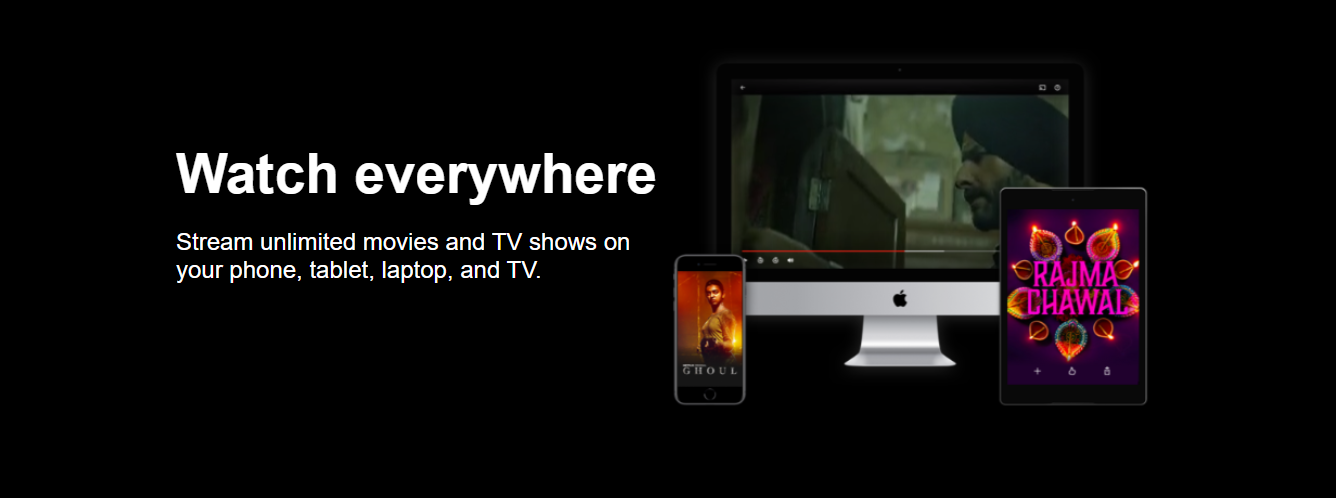 Watch everywhere
Stream unlimited movies and TV shows on
your phone, tablet, laptop, and TV.
RAJMA
CHAWAL
GHOUL